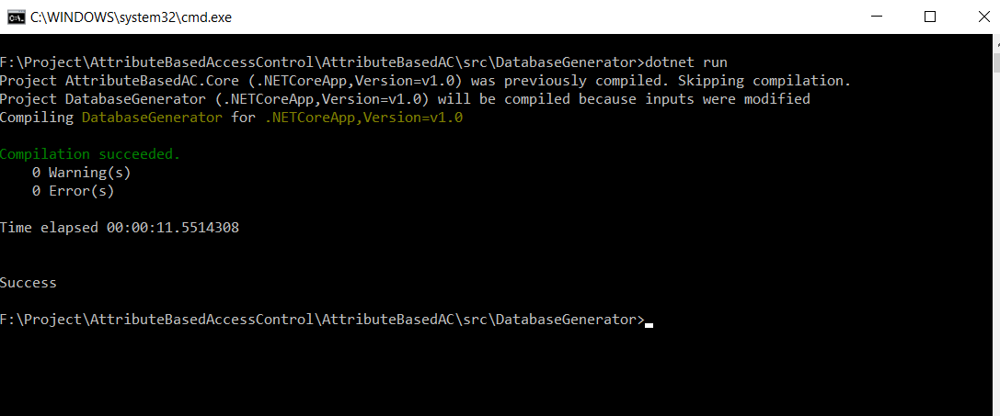 C:\WINDOWS\system32\cmd.exe
F:\Project\AttributeBasedAccessControl\AttributeBasedAC\src\DatabaseGenerator>dotnet run
Project AttributeBasedAC.Core (.NETCoreApp,Version=v1.0) was previously compiled. Skipping compilation.
Project DatabaseGenerator (.NETCoreApp,Version=v1.0) will be compiled because inputs were modified
Compiling DatabaseGenerator for .NETCoreApp,Version=v1.0
Compilation succeeded.
    0 Warning(s)
    0 Error(s)
Time elapsed 00:00:11.5514308
Success
F:\Project\AttributeBasedAccessControl\AttributeBasedAC\src\DatabaseGenerator>